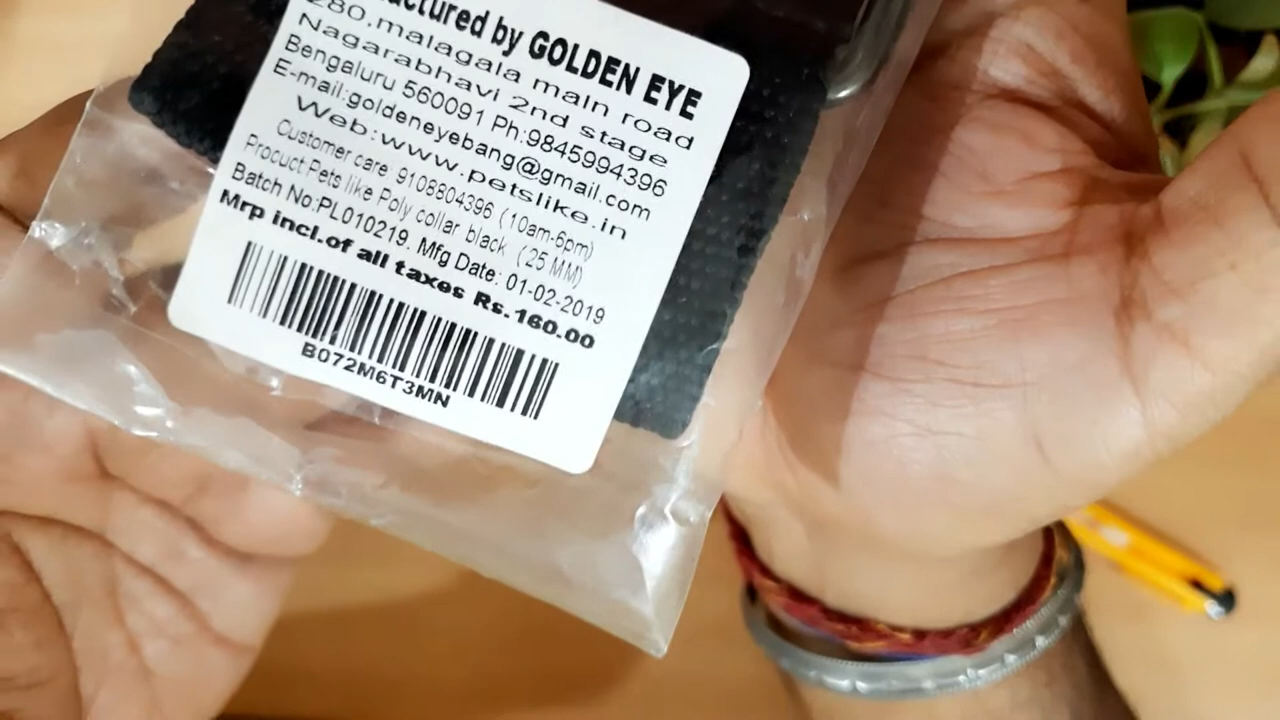 by GOLDEN EYE
280.malagala main road
Nagarabhavi 2nd stage
Bengaluru 560091 Ph:9845994396
E-mail:goldeneyebang@gmail.com
Web:www.petslike.in
Customer care 9108804396 (10am-6pm)
Product:Pets like Poly collar black (25 MM)
Batch No:PL010219. Mfg Date: 01-02-2019
Mrp incl.of all taxes Rs.160.00
B072M6T3MN